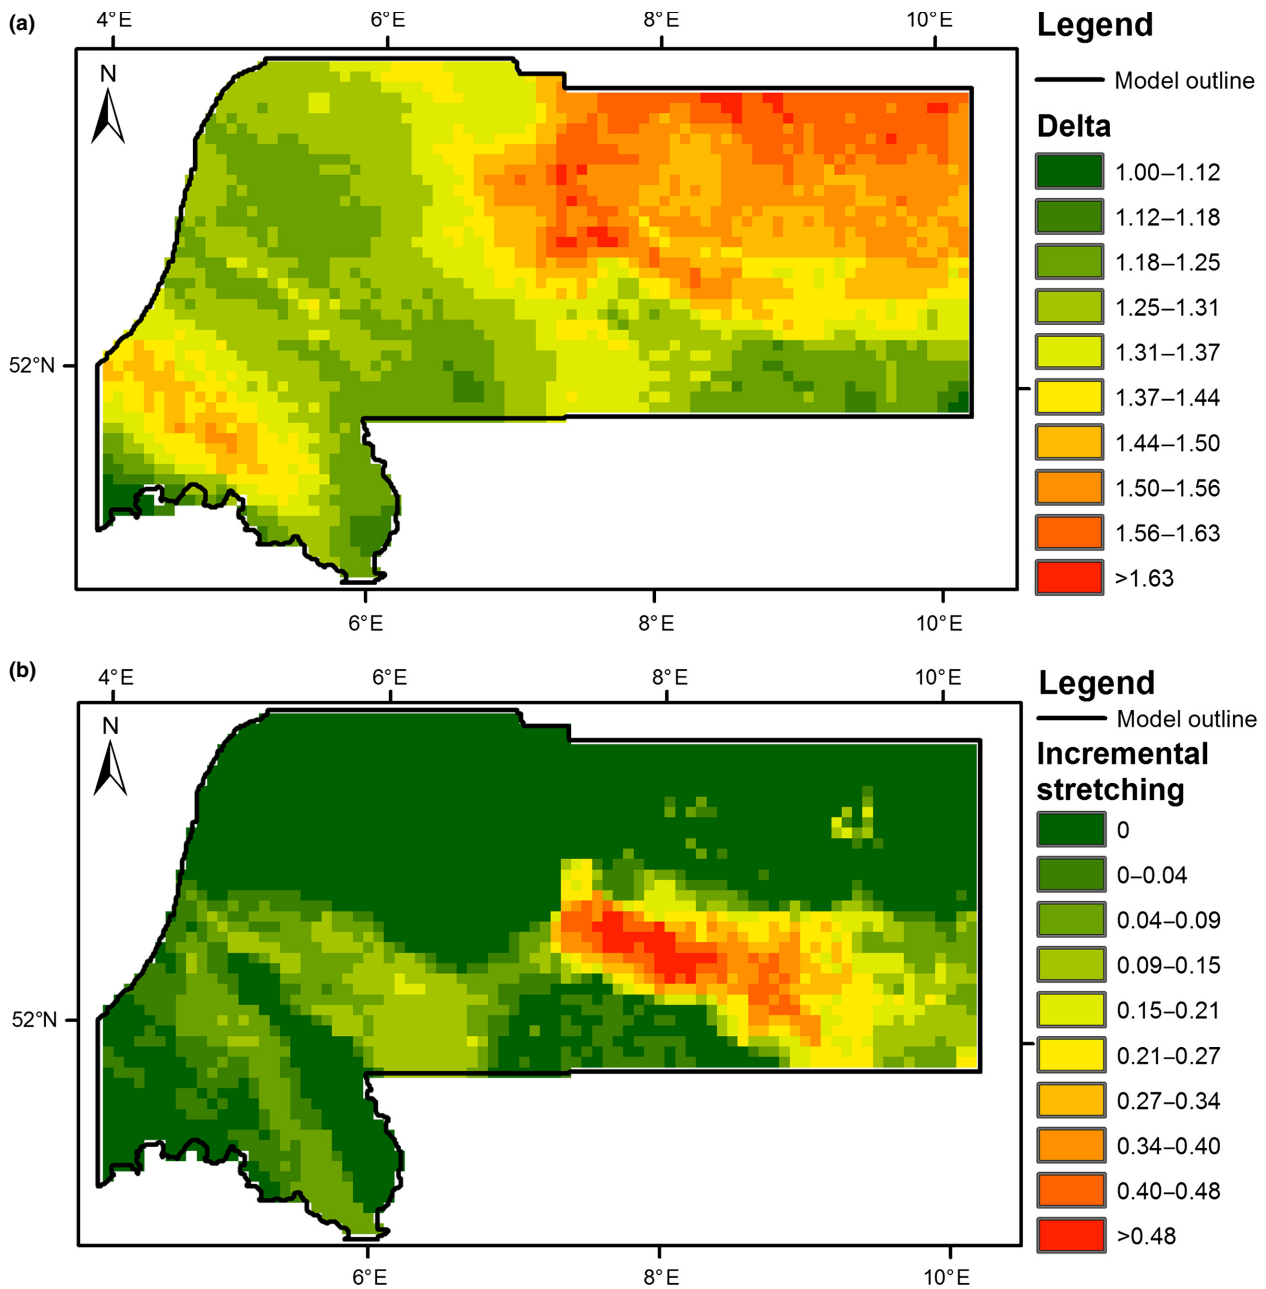 (a)
4°E 6°E 8°E 10°E
N
52°N
6°E 8°E 10°E
Legend
Model outline
Delta
1.00–1.12
1.12–1.18
1.18–1.25
1.25–1.31
1.31–1.37
1.37–1.44
1.44–1.50
1.50–1.56
1.56–1.63
>1.63
(b)
4°E 6°E 8°E 10°E
N
52°N
6°E 8°E 10°E
Legend
Model outline
Incremental
stretching
0
0–0.04
0.04–0.09
0.09–0.15
0.15–0.21
0.21–0.27
0.27–0.34
0.34–0.40
0.40–0.48
>0.48